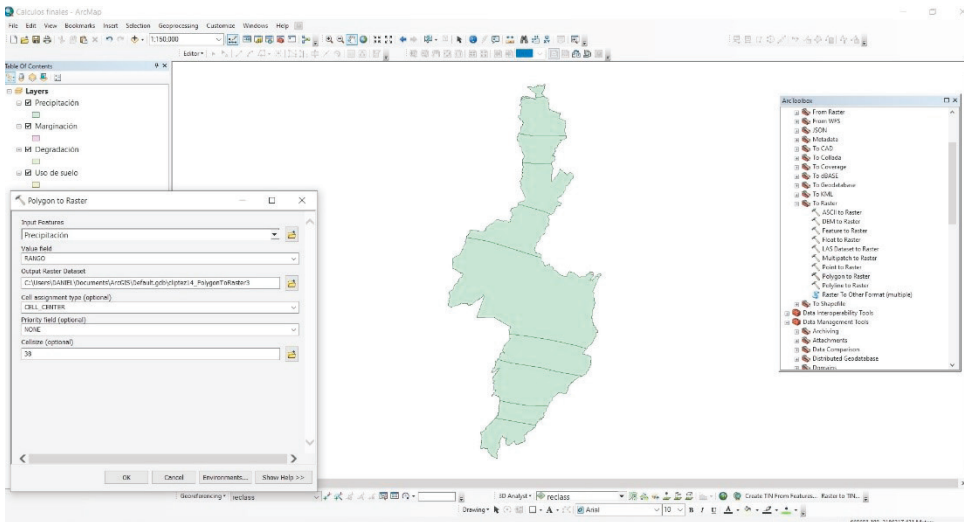 Calculos finales - ArcMap
File Edit View Bookmarks Insert Selection Geoprocessing Customize Windows Help
1:150,000
Editor
Table Of Contents
Layers
Precipitación
Marginación
Degradación
Uso de suelo
Polygon to Raster
Input Features
Precipitación
Value field
RANGO
Output Raster Dataset
Cell assignment type (optional)
CELL_CENTER
Priority field (optional)
NONE
Cellsize (optional)
30
OK Cancel Environments... Show Help >>
ArcToolbox
From Raster
From WFS
JSON
Metadata
To CAD
To Collada
To Coverage
To dBASE
To Geodatabase
To KML
To Raster
ASCII to Raster
DEM to Raster
Feature to Raster
Float to Raster
LAS Dataset to Raster
Multipatch to Raster
Point to Raster
Polygon to Raster
Polyline to Raster
Raster To Other Format (multiple)
To Shapefile
Data Interoperability Tools
Data Management Tools
Archiving
Attachments
Data Comparison
Distributed Geodatabase
Domains
Georeferencing reclass
3D Analyst reclass
Create TIN From Features... Raster to TIN...
Drawing A Arial 10 B I U A